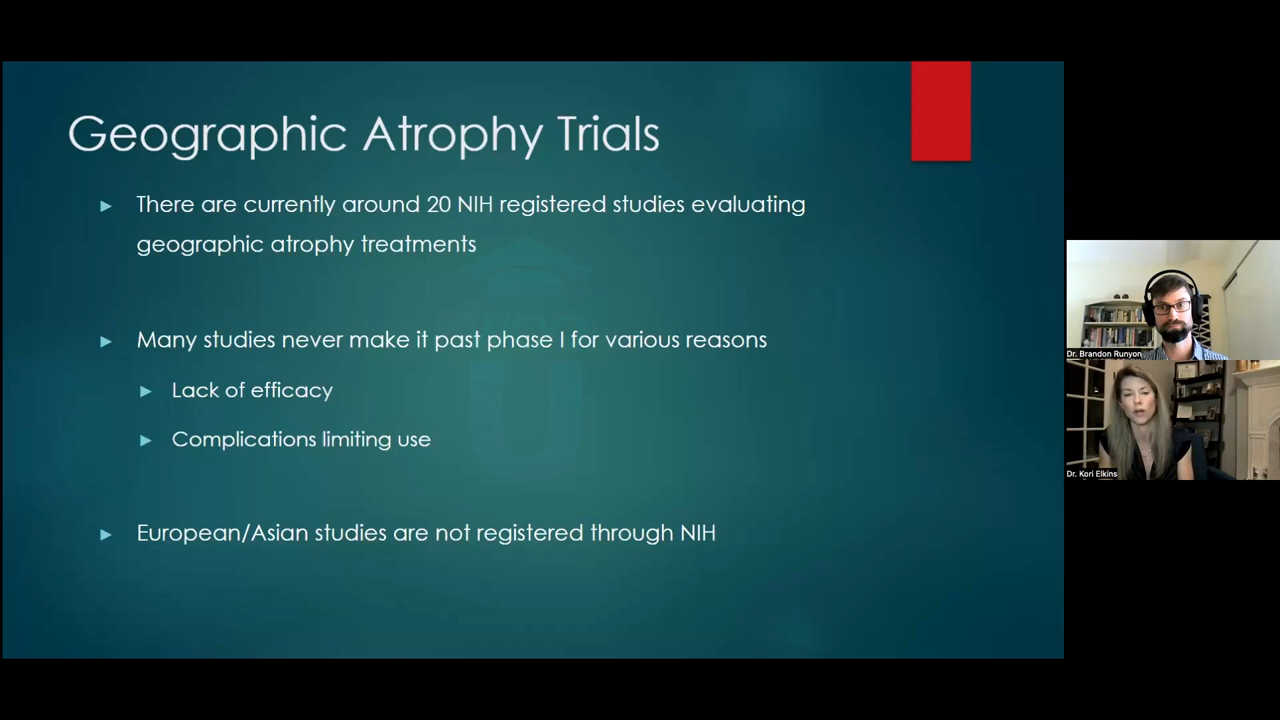 Geographic Atrophy Trials
There are currently around 20 NIH registered studies evaluating
geographic atrophy treatments
Many studies never make it past phase I for various reasons
Lack of efficacy
Complications limiting use
European/Asian studies are not registered through NIH
Dr. Brandon Runyon
Dr. Kori Elkins